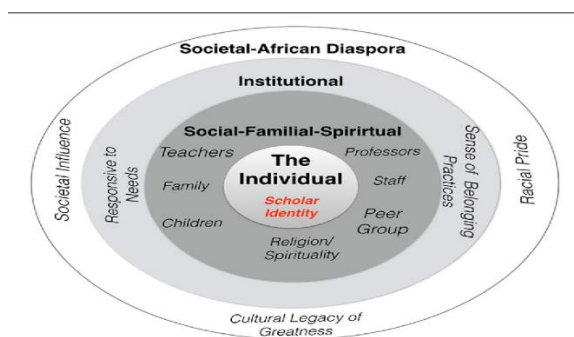 Societal-African Diaspora
Institutional
Social-Familial-Spirirtual
Teachers
Professors
The
Individual
Scholar
Identity
Family
Staff
Children
Peer
Group
Religion/
Spirituality
Responsive to
Needs
Sense of Belonging
Practices
Societal Influence
Racial Pride
Cultural Legacy of
Greatness